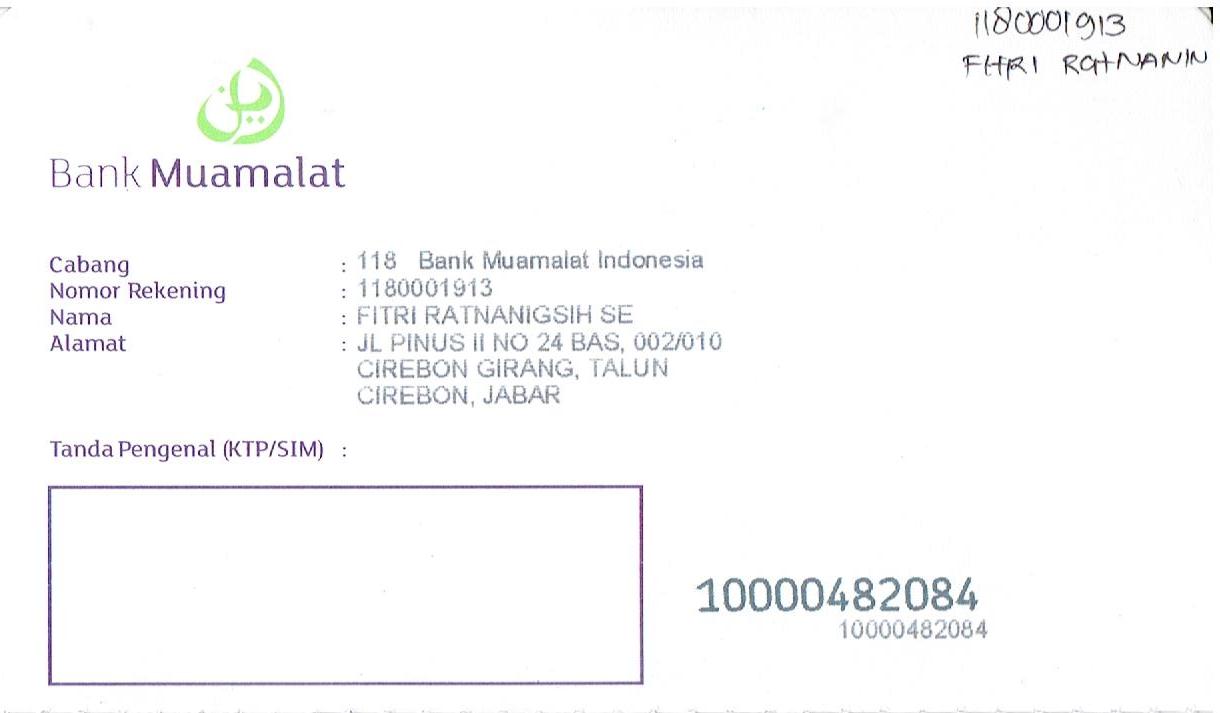 1180001913
FITRI RATNANIN
Bank Muamalat
Cabang : 118 Bank Muamalat Indonesia
Nomor Rekening : 1180001913
Nama : FITRI RATNANIGSIH SE
Alamat : JL PINUS II NO 24 BAS, 002/010
CIREBON GIRANG, TALUN
CIREBON, JABAR
Tanda Pengenal (KTP/SIM) :
10000482084
10000482084